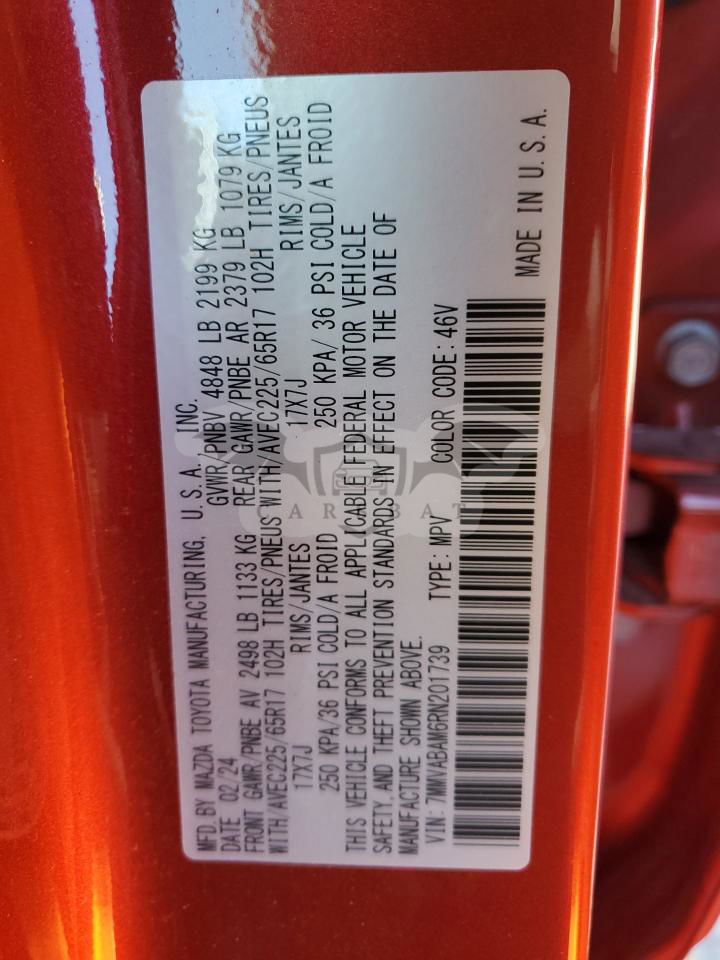 MFD. BY MAZDA TOYOTA MANUFACTURING, U.S.A., INC.
DATE 02/24 GVWR/PNBV 4848 LB 2199 KG
FRONT GAWR/PNBE AV 2498 LB 1133 KG REAR GAWR/PNBE AR 2379 LB 1079 KG
WITH/AVEC225/65R17 102H TIRES/PNEUS WITH/AVEC225/65R17 102H TIRES/PNEUS
17X7J RIMS/JANTES 17X7J RIMS/JANTES
250 KPA/36 PSI COLD/A FROID 250 KPA/ 36 PSI COLD/A FROID
THIS VEHICLE CONFORMS TO ALL APPLICABLE FEDERAL MOTOR VEHICLE
SAFETY AND THEFT PREVENTION STANDARDS IN EFFECT ON THE DATE OF
MANUFACTURE SHOWN ABOVE.
VIN: 7MMVABAM6RN201739 TYPE: MPV COLOR CODE: 46V
MADE IN U.S.A.